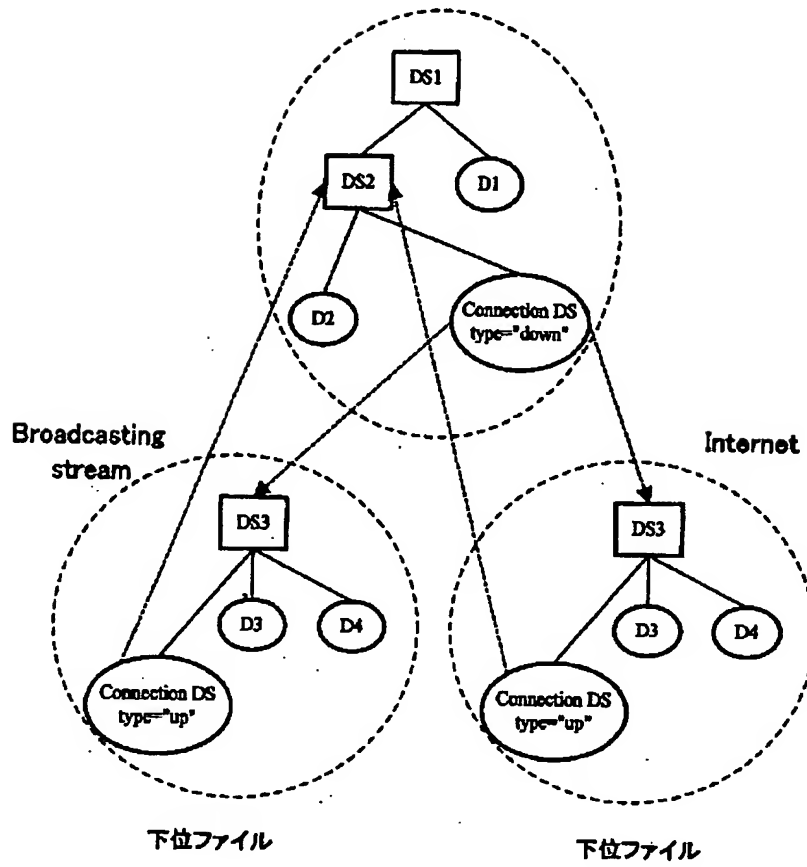 DS1
DS2
D1
D2
Connection DS
type="down"
Broadcasting
stream
Internet
DS3
D3
D4
Connection DS
type="up"
DS3
D3
D4
Connection DS
type="up"
下位ファイル
下位ファイル